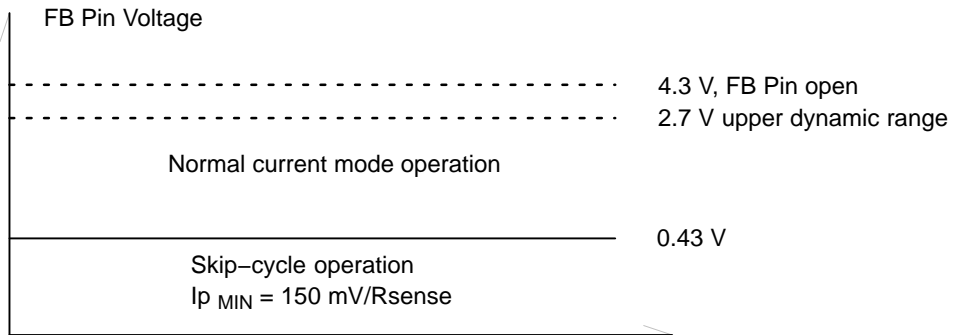 FB Pin Voltage
4.3 V, FB Pin open
2.7 V upper dynamic range
Normal current mode operation
0.43 V
Skip−cycle operation
Ip MIN = 150 mV/Rsense